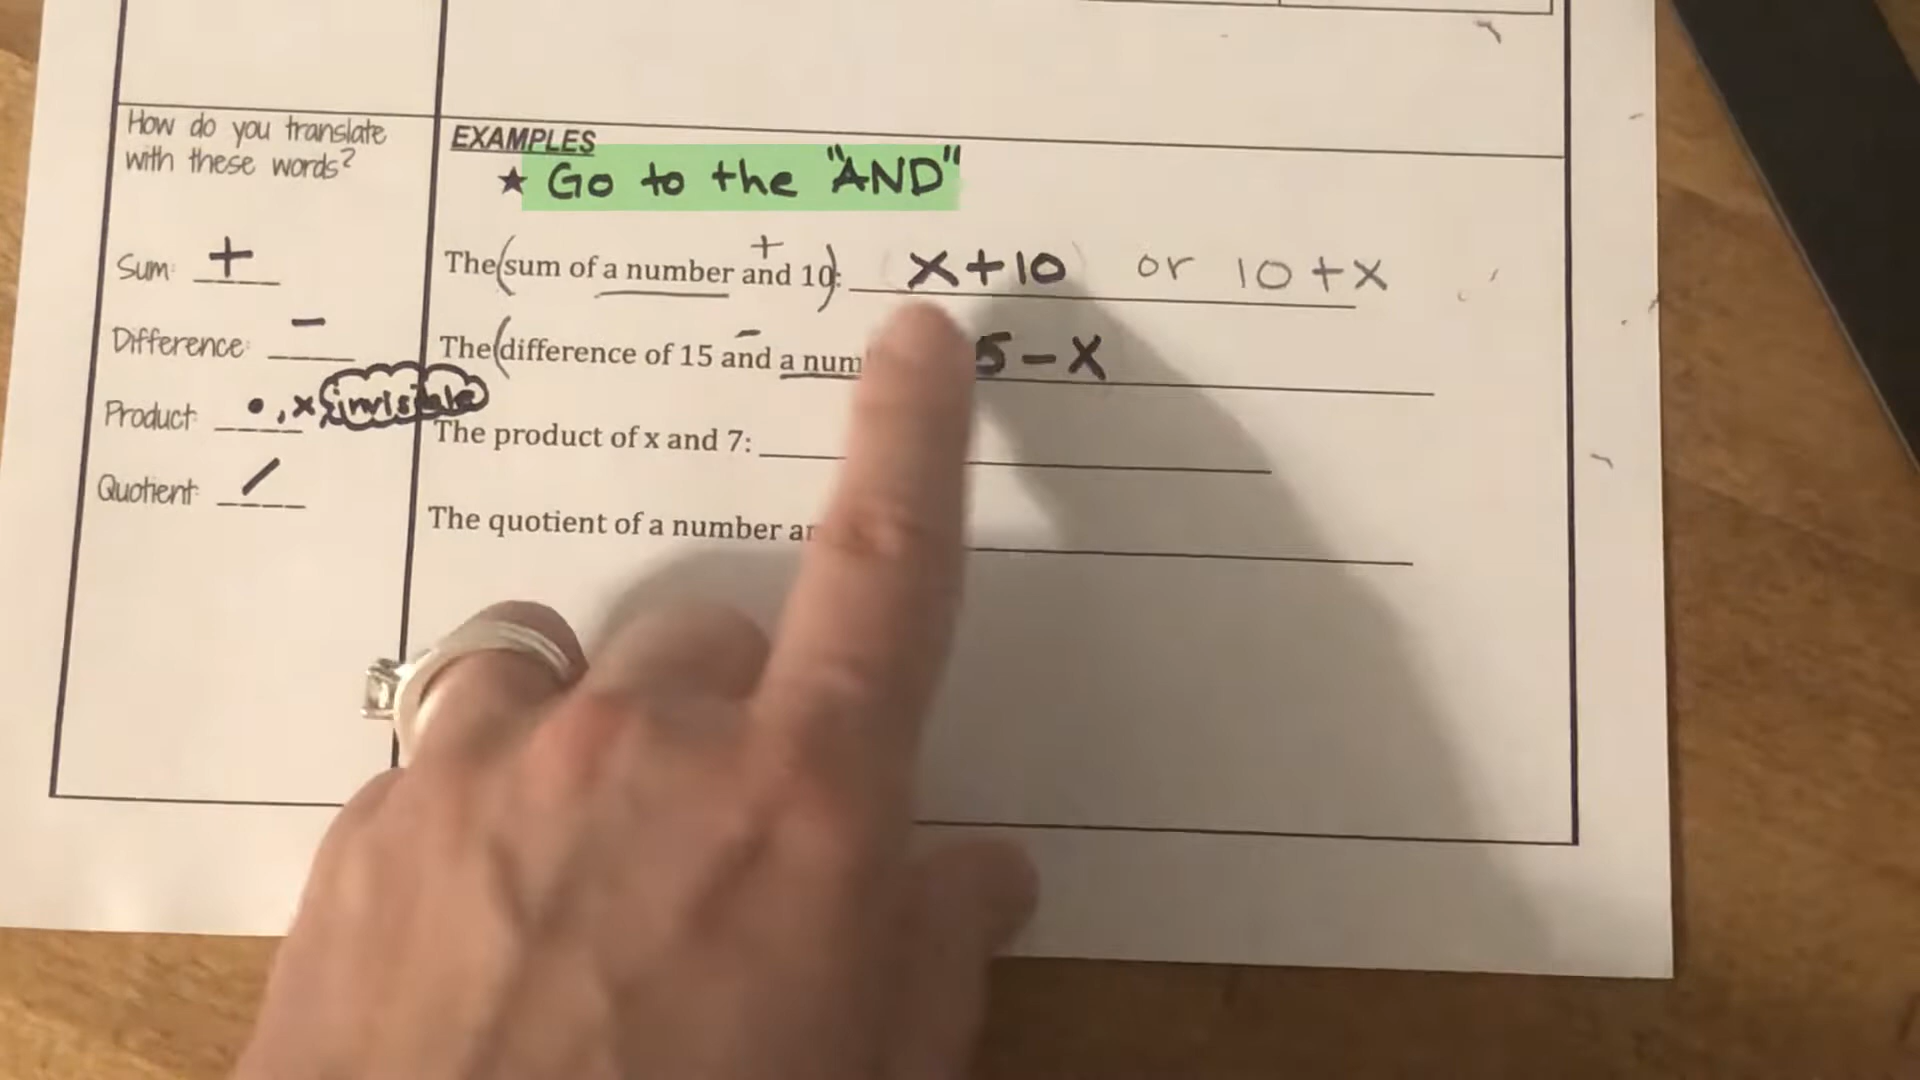 How do you translate
with these words?
Sum: +
Difference: −
Product: •, x invisible
Quotient: /
EXAMPLES
★ Go to the "AND"
+
The (sum of a number and 10): x+10 or 10+x
−
The (difference of 15 and a 5−x
The product of x and 7:
The quotient of a number